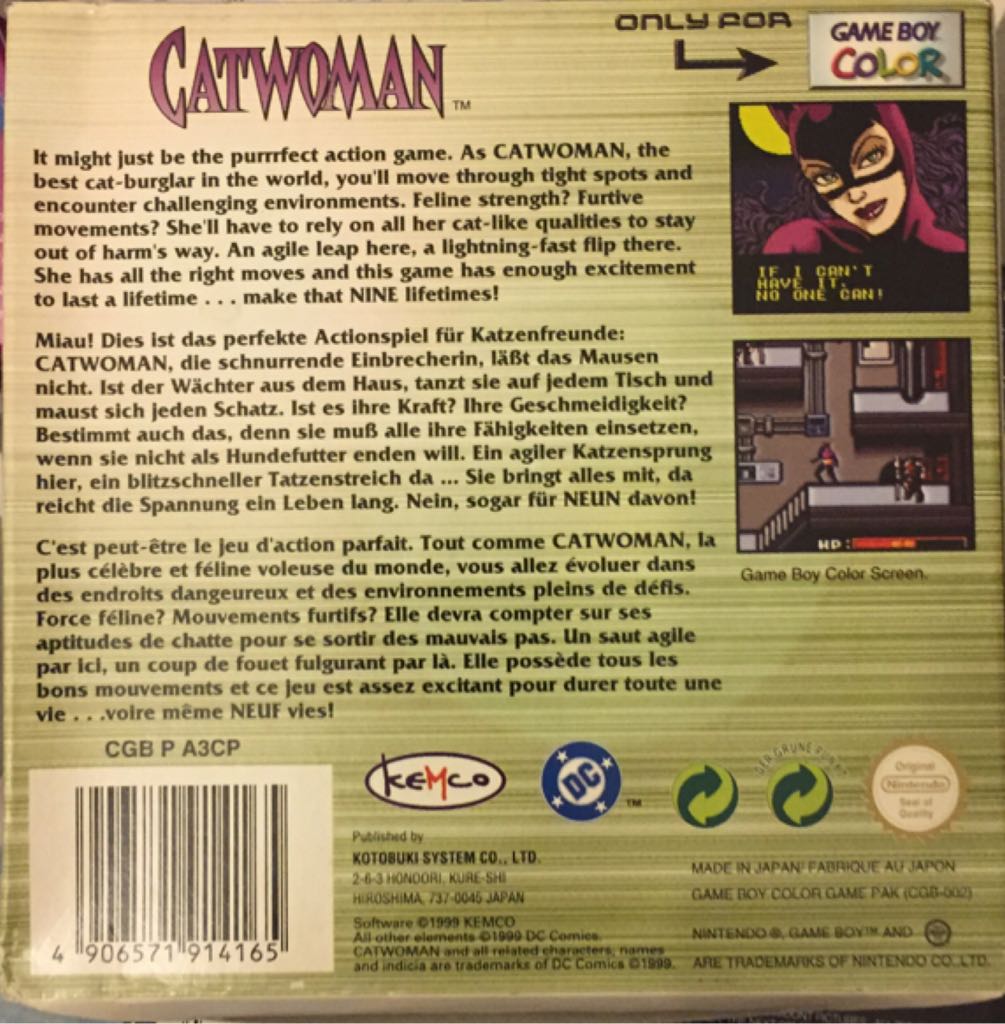 ONLY FOR
GAME BOY
COLOR
CATWOMAN™
It might just be the purrrfect action game. As CATWOMAN, the
best cat-burglar in the world, you'll move through tight spots and
encounter challenging environments. Feline strength? Furtive
movements? She'll have to rely on all her cat-like qualities to stay
out of harm's way. An agile leap here, a lightning-fast flip there.
She has all the right moves and this game has enough excitement
to last a lifetime . . . make that NINE lifetimes!
IF I CAN'T
HAVE IT.
NO ONE CAN!
Miau! Dies ist das perfekte Actionspiel für Katzenfreunde:
CATWOMAN, die schnurrende Einbrecherin, läßt das Mausen
nicht. Ist der Wächter aus dem Haus, tanzt sie auf jedem Tisch und
maust sich jeden Schatz. Ist es ihre Kraft? Ihre Geschmeidigkeit?
Bestimmt auch das, denn sie muß alle ihre Fähigkeiten einsetzen,
wenn sie nicht als Hundefutter enden will. Ein agiler Katzensprung
hier, ein blitzschneller Tatzenstreich da ... Sie bringt alles mit, da
reicht die Spannung ein Leben lang. Nein, sogar für NEUN davon!
HP:
Game Boy Color Screen.
C'est peut-être le jeu d'action parfait. Tout comme CATWOMAN, la
plus célèbre et féline voleuse du monde, vous allez évoluer dans
des endroits dangeureux et des environnements pleins de défis.
Force féline? Mouvements furtifs? Elle devra compter sur ses
aptitudes de chatte pour se sortir des mauvais pas. Un saut agile
par ici, un coup de fouet fulgurant par là. Elle possède tous les
bons mouvements et ce jeu est assez excitant pour durer toute une
vie . . .voire même NEUF vies!
CGB P A3CP
KEMCO
DC™
DER GRÜNE PUNKT
Original
Nintendo
Seal of
Quality
Published by
KOTOBUKI SYSTEM CO., LTD.
2-6-3 HONDORI, KURE-SHI
HIROSHIMA, 737-0045 JAPAN
Software ©1999 KEMCO
All other elements ©1999 DC Comics.
CATWOMAN and all related characters, names
and indicia are trademarks of DC Comics ©1999.
MADE IN JAPAN/ FABRIQUE AU JAPON
GAME BOY COLOR GAME PAK (CGB-002)
NINTENDO ®, GAME BOY™ AND
ARE TRADEMARKS OF NINTENDO CO., LTD.
4 906571 914165